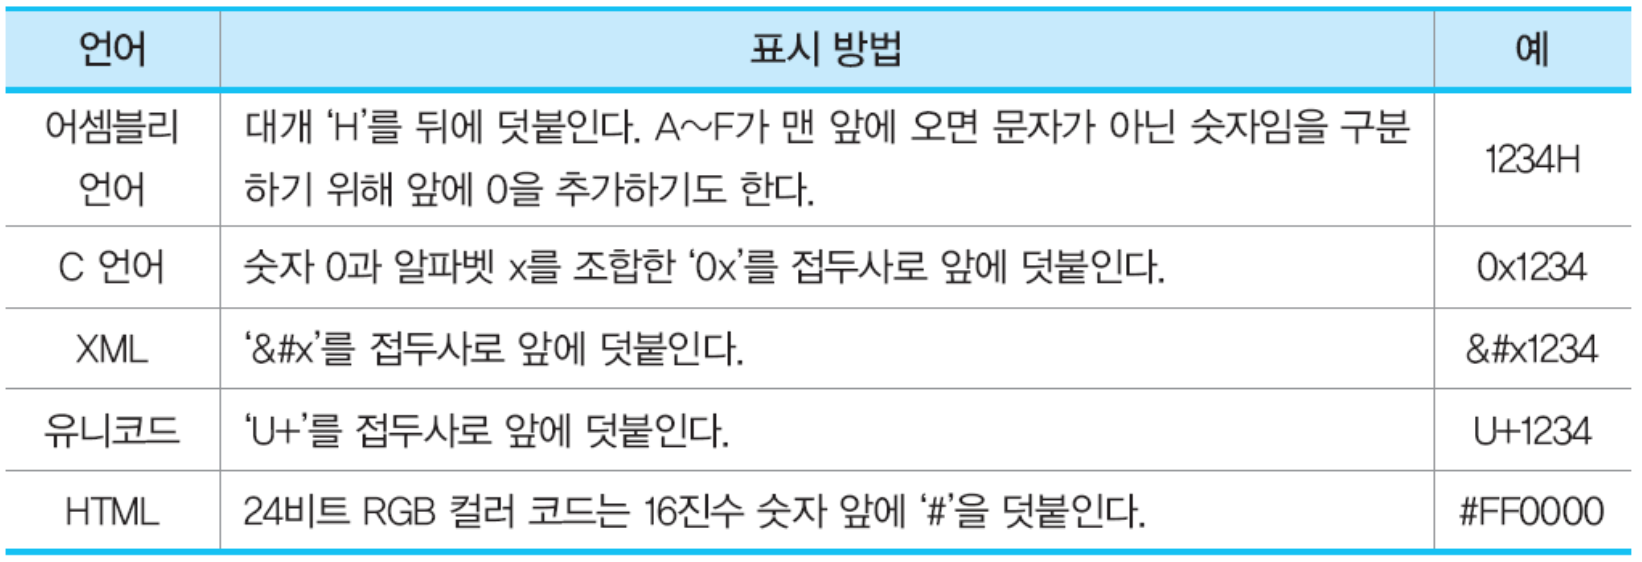 언어 표시 방법 예
어셈블리 언어 대개 ‘H’를 뒤에 덧붙인다. A~F가 맨 앞에 오면 문자가 아닌 숫자임을 구분
하기 위해 앞에 0을 추가하기도 한다. 1234H
C 언어 숫자 0과 알파벳 x를 조합한 ‘0x’를 접두사로 앞에 덧붙인다. 0x1234
XML ‘&#x’를 접두사로 앞에 덧붙인다. &#x1234
유니코드 ‘U+’를 접두사로 앞에 덧붙인다. U+1234
HTML 24비트 RGB 컬러 코드는 16진수 숫자 앞에 ‘#’을 덧붙인다. #FF0000